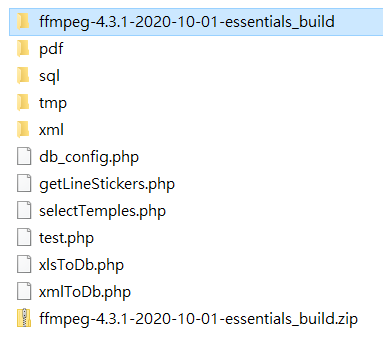 ffmpeg-4.3.1-2020-10-01-essentials_build
pdf
sql
tmp
xml
db_config.php
getLineStickers.php
selectTemples.php
test.php
xlsToDb.php
xmlToDb.php
ffmpeg-4.3.1-2020-10-01-essentials_build.zip